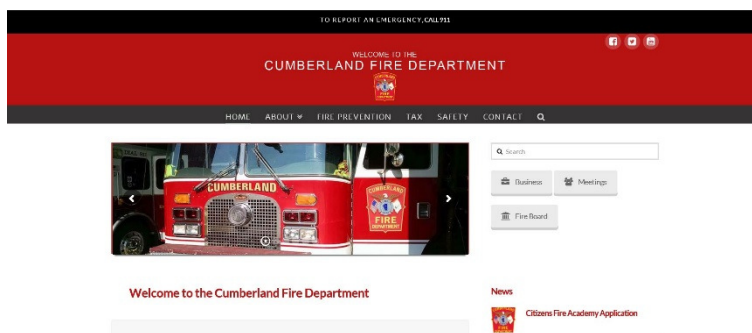 TO REPORT AN EMERGENCY, CALL 911
WELCOME TO THE
CUMBERLAND FIRE DEPARTMENT
HOME ABOUT FIRE PREVENTION TAX SAFETY CONTACT
Search
CUMBERLAND
CUMBERLAND
FIRE
DEPARTMENT
Business Meetings
Fire Board
Welcome to the Cumberland Fire Department
News
Citizens Fire Academy Application